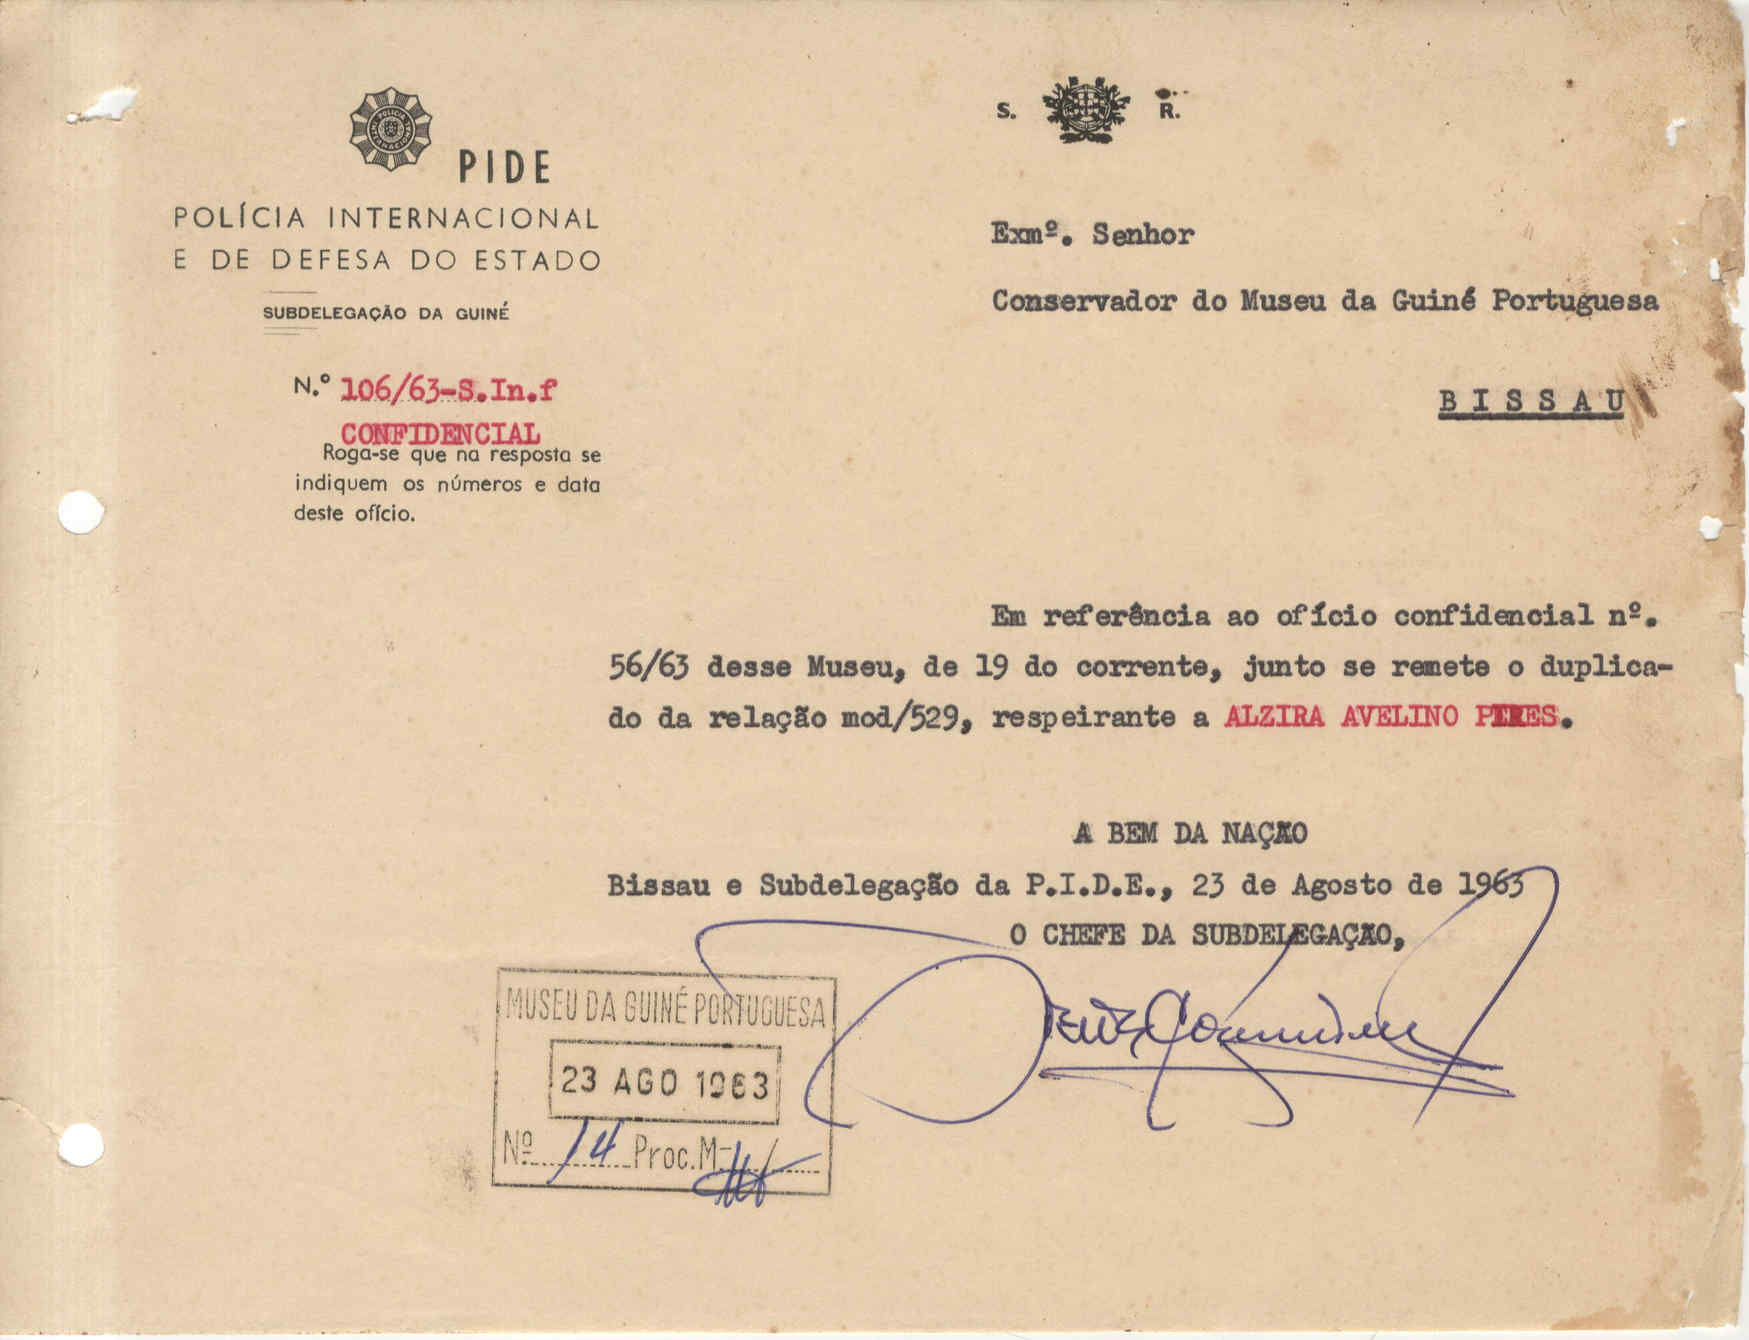 PIDE
POLÍCIA INTERNACIONAL
E DE DEFESA DO ESTADO
SUBDELEGAÇÃO DA GUINÉ
N.º 106/63-S.In.f
CONFIDENCIAL
Roga-se que na resposta se
indiquem os números e data
deste ofício.
S. R.
Exmº. Senhor
Conservador do Museu da Guiné Portuguesa
BISSAU
Em referência ao ofício confidencial nº.
56/63 desse Museu, de 19 do corrente, junto se remete o duplica-
do da relação mod/529, respeirante a ALZIRA AVELINO PIRES.
A BEM DA NAÇÃO
Bissau e Subdelegação da P.I.D.E., 23 de Agosto de 1963
O CHEFE DA SUBDELEGAÇÃO,
MUSEU DA GUINÉ PORTUGUESA
23 AGO 1963
Nº 14 Proc.M-